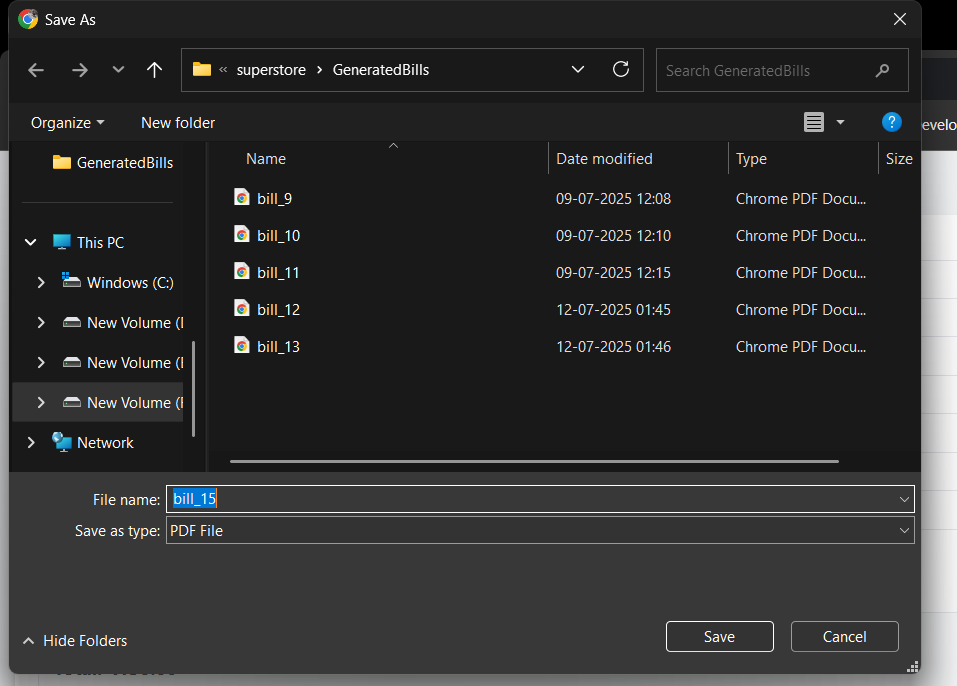 Save As
superstore GeneratedBills
Search GeneratedBills
Organize New folder
evelo
GeneratedBills
Name Date modified Type Size
bill_9 09-07-2025 12:08 Chrome PDF Docu...
bill_10 09-07-2025 12:10 Chrome PDF Docu...
bill_11 09-07-2025 12:15 Chrome PDF Docu...
bill_12 12-07-2025 01:45 Chrome PDF Docu...
bill_13 12-07-2025 01:46 Chrome PDF Docu...
This PC
Windows (C:)
New Volume (
New Volume (
New Volume (
Network
File name: bill_15
Save as type: PDF File
Hide Folders
Save Cancel